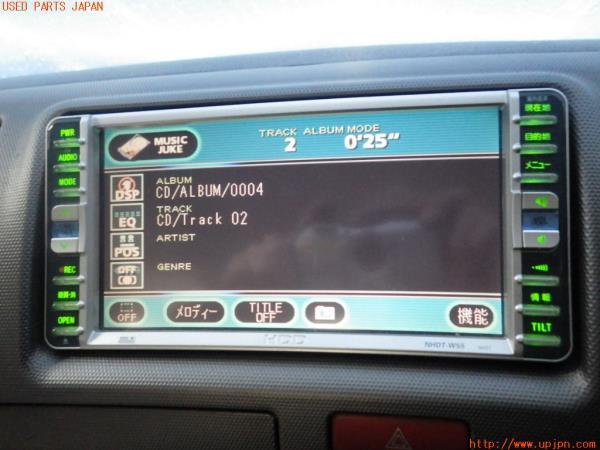 USED PARTS JAPAN
PWR
AUDIO
MODE
REC
OPEN
MUSIC
JUKE
TRACK ALBUM MODE
2 0'25"
DSP
ALBUM
CD/ALBUM/0004
EQ
TRACK
CD/Track 02
POS
ARTIST
OFF
GENRE
OFF
メロディー
TITLE
OFF
機能
HDD
NHDT-W55
現在地
目的地
メニュー
情報
TILT
http://www.upjpn.com